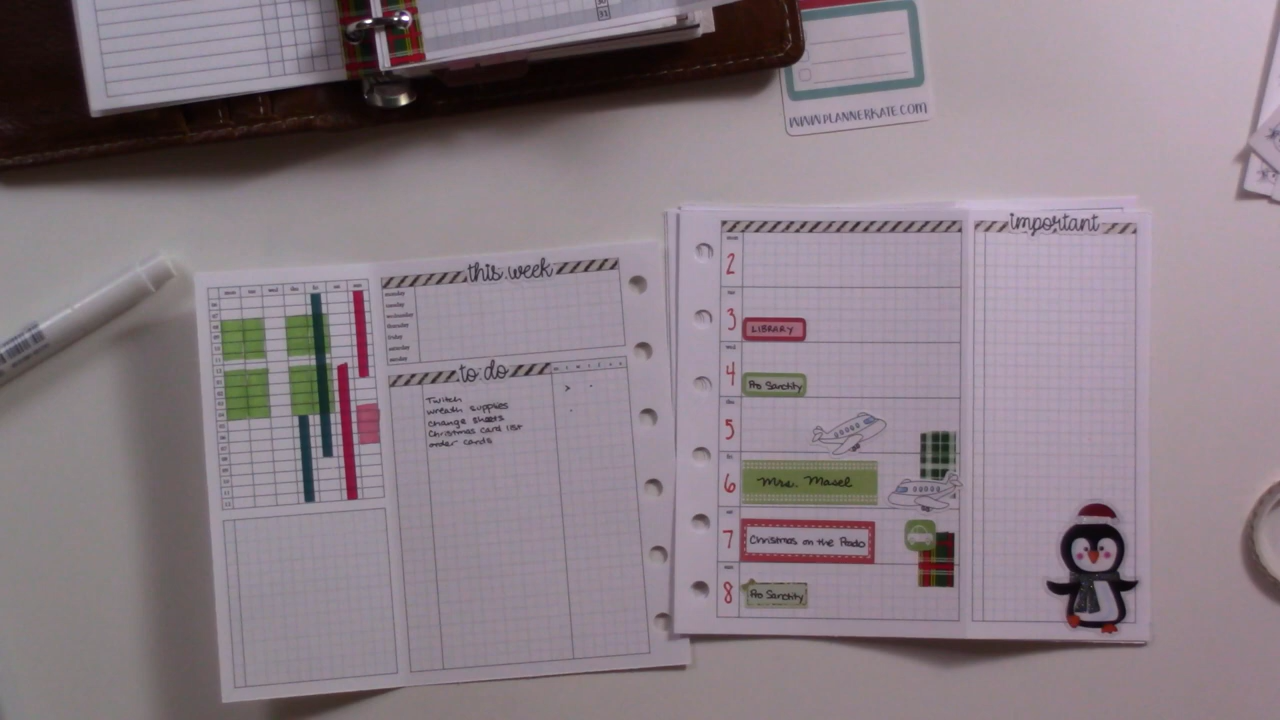 30
31
WWW.PLANNERKATE.COM
this week
monday
tuesday
wednesday
thursday
friday
saturday
sunday
to do
Twitch
wreath supplies
change sheets
Christmas card list
order cards
important
2
3
LIBRARY
4
Pro Sanctity
5
6
Mrs. Masel
7
Christmas on the Prado
8
Pro Sanctity